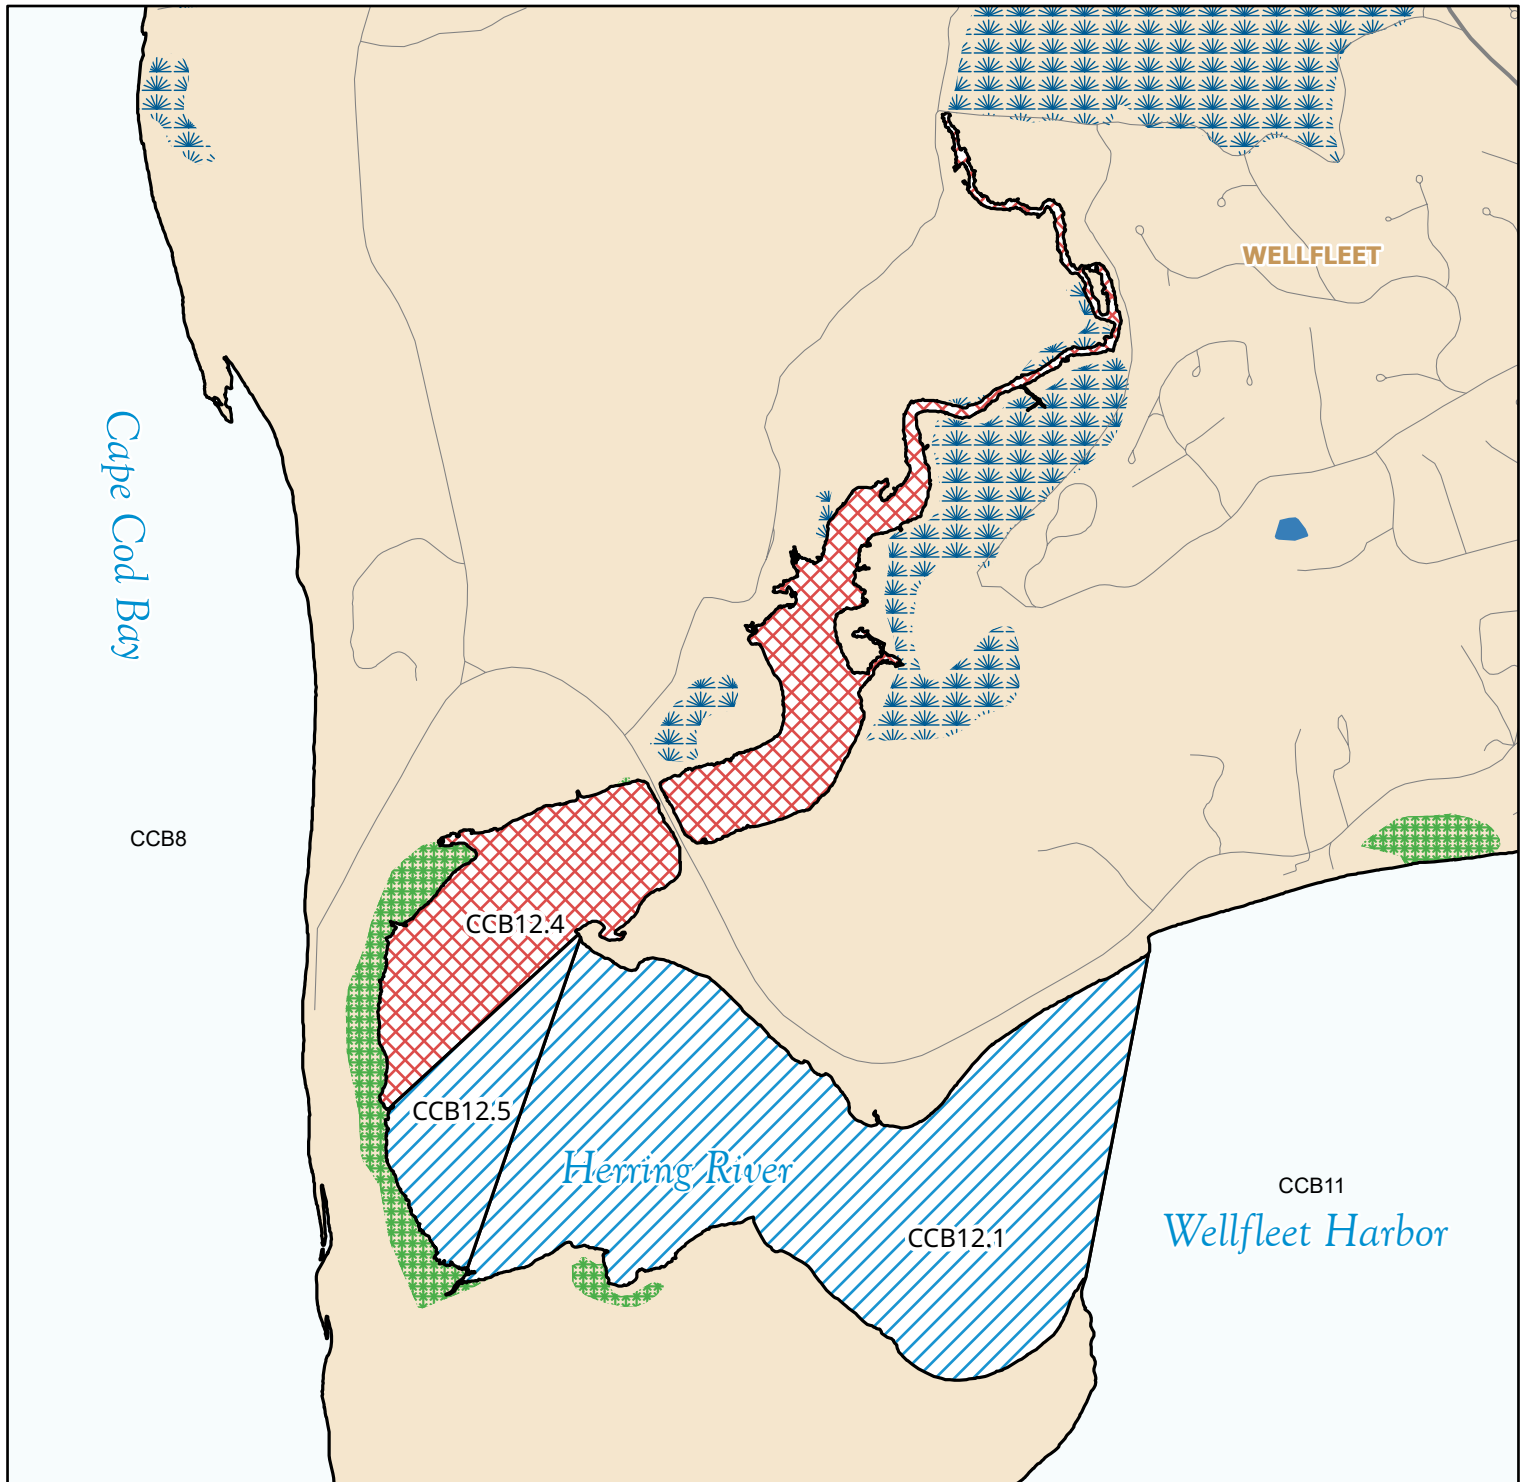 WELLFLEET
Cape Cod Bay
CCB8
CCB12.4
CCB12.5
Herring River
CCB11
Wellfleet Harbor
CCB12.1